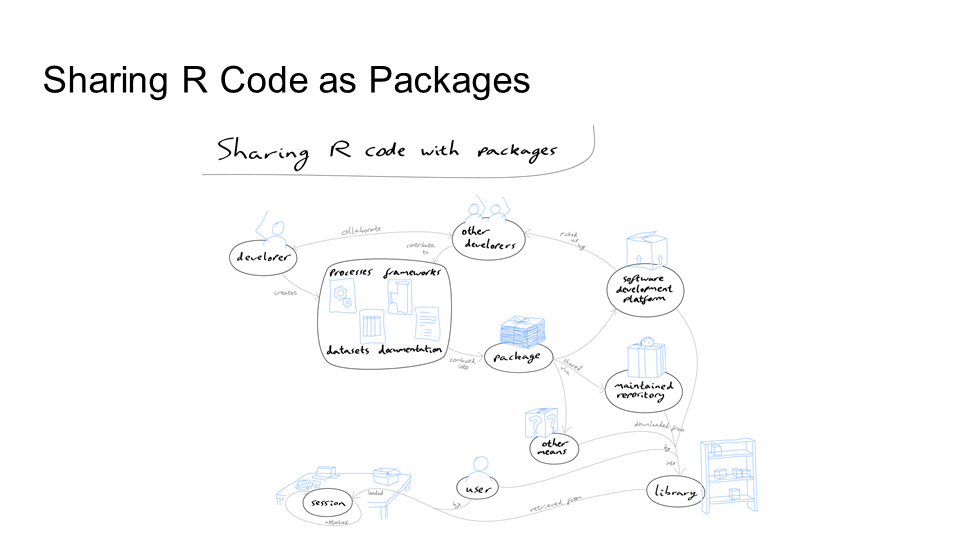 Sharing R Code as Packages
Sharing R code with packages
developer
collaborate
other
developers
contribute
to
picked
up
by
creates
processes frameworks
datasets documentation
combined
into
package
shared
via
software
development
platform
maintained
repository
other
means
downloaded from
by
into
user
by
library
retrieved from
loaded
session
attached